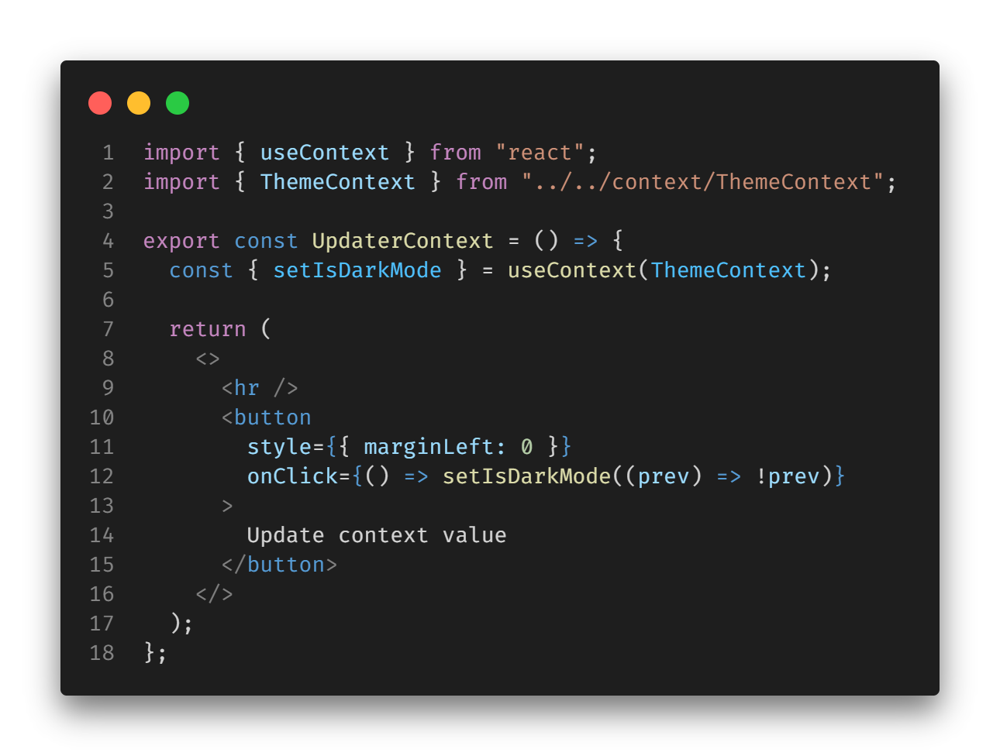 1 import { useContext } from "react";
2 import { ThemeContext } from "../../context/ThemeContext";
3
4 export const UpdaterContext = () => {
5   const { setIsDarkMode } = useContext(ThemeContext);
6
7   return (
8     <>
9       <hr />
10       <button
11         style={{ marginLeft: 0 }}
12         onClick={() => setIsDarkMode((prev) => !prev)}
13       >
14         Update context value
15       </button>
16     </>
17   );
18 };